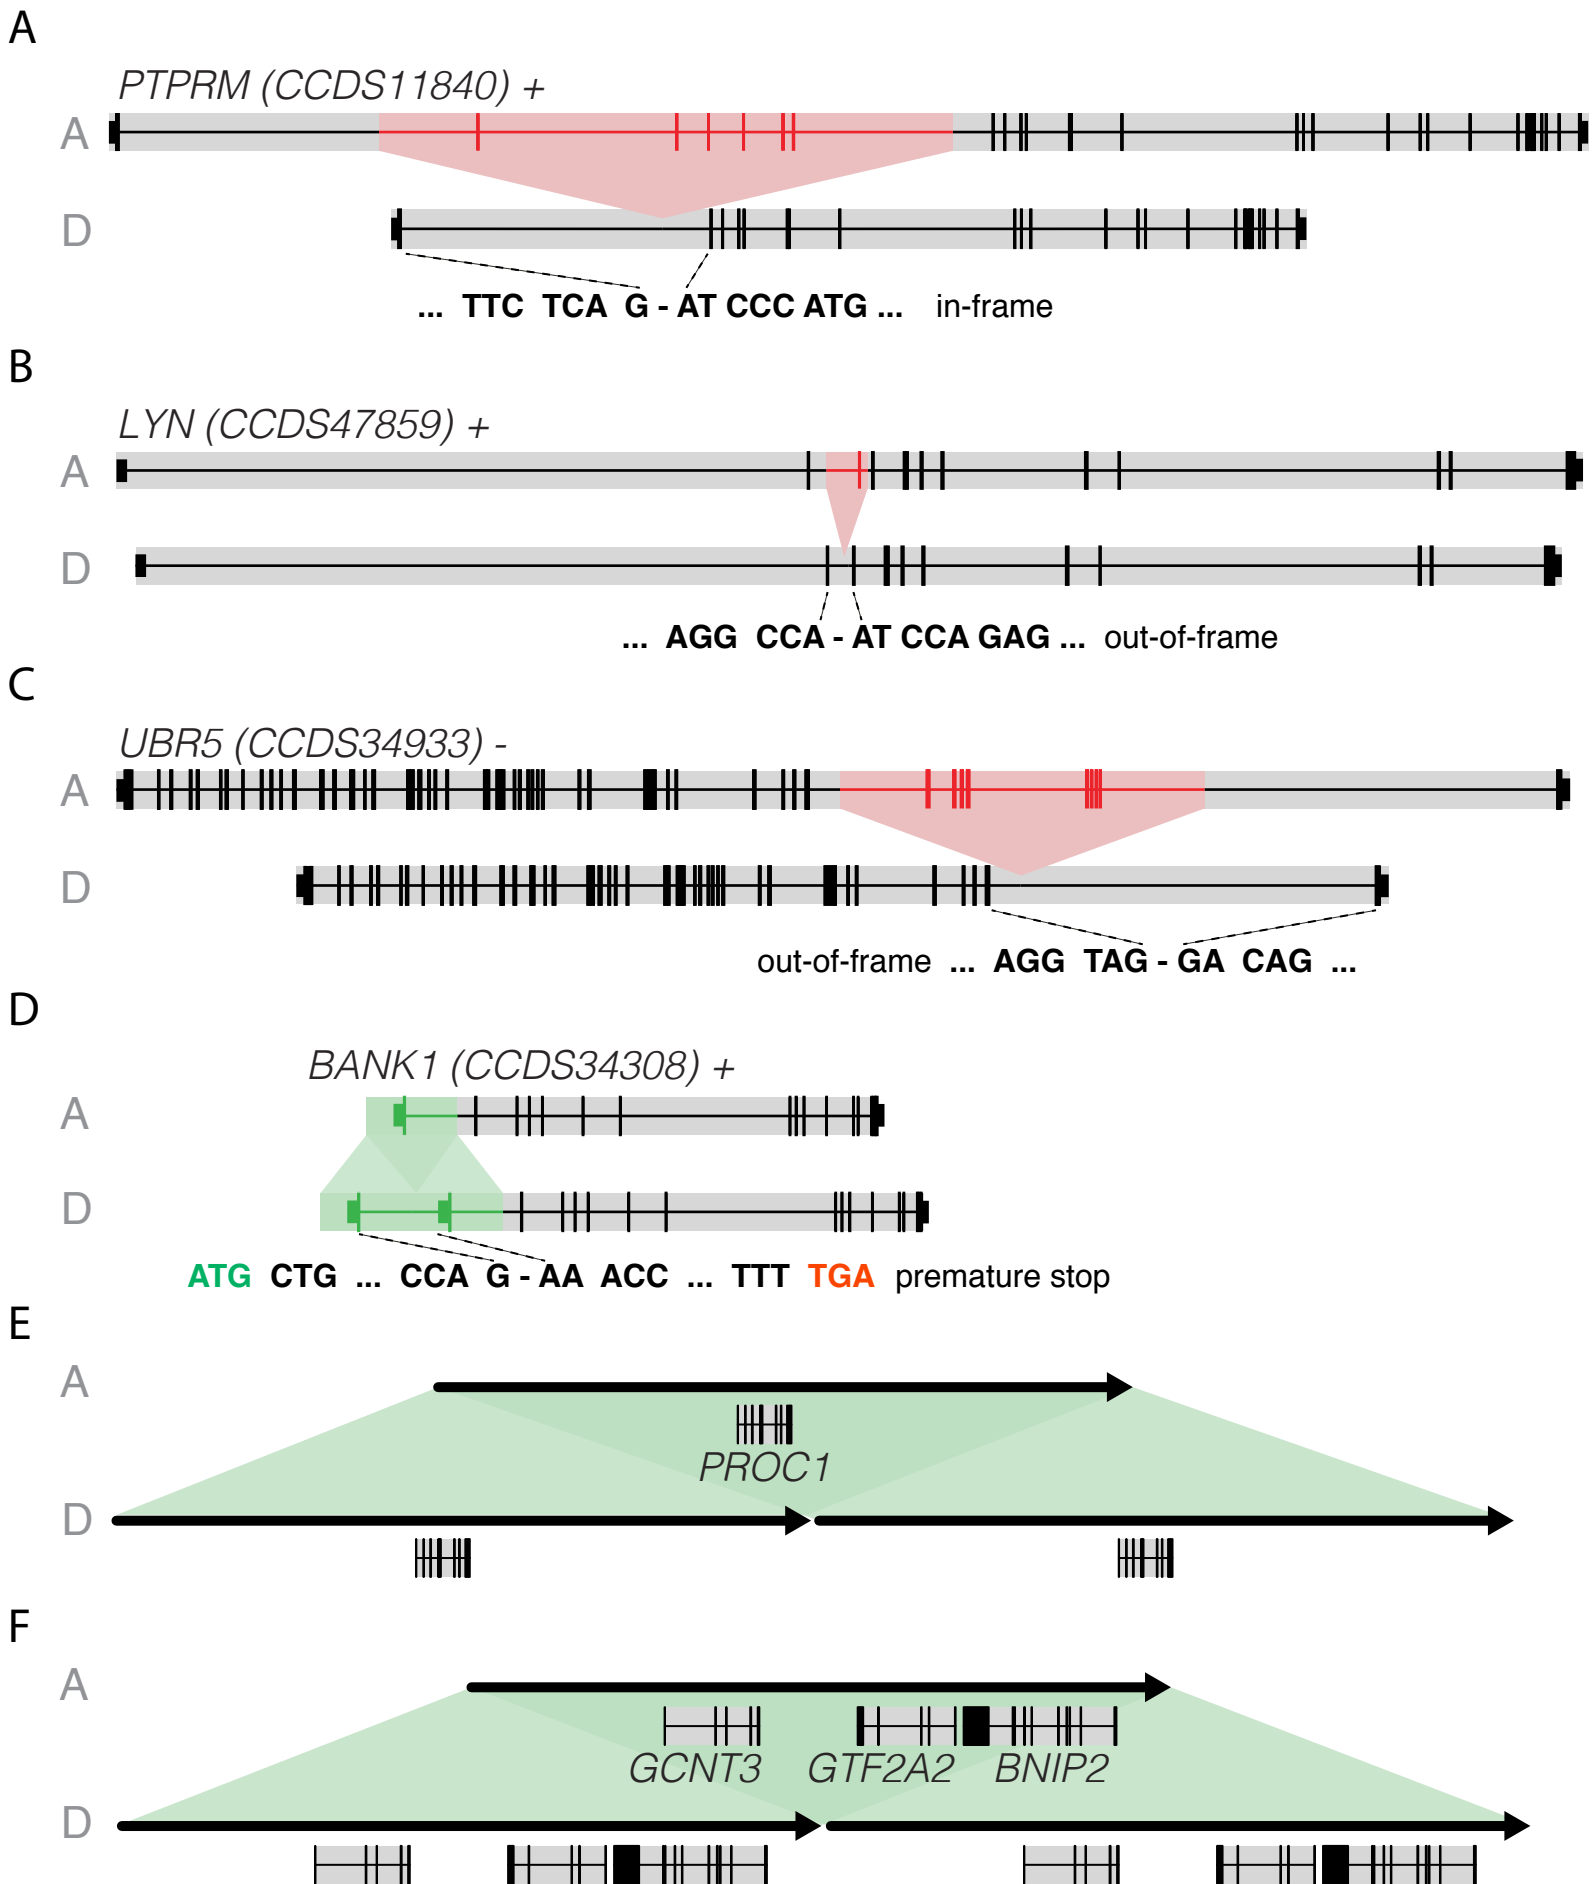 A
PTPRM (CCDS11840) +
A
D
... TTC TCA G - AT CCC ATG ... in-frame
B
LYN (CCDS47859) +
A
D
... AGG CCA - AT CCA GAG ... out-of-frame
C
UBR5 (CCDS34933) -
A
D
out-of-frame ... AGG TAG - GA CAG ...
D
BANK1 (CCDS34308) +
A
D
ATG CTG ... CCA G - AA ACC ... TTT TGA premature stop
E
A
PROC1
D
F
A
GCNT3 GTF2A2 BNIP2
D